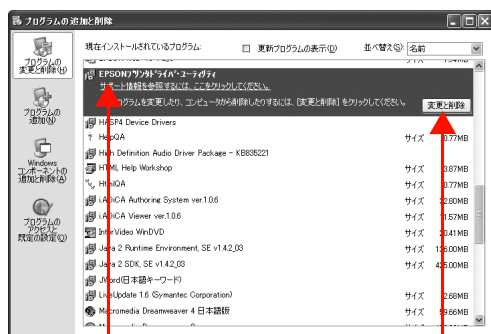 プログラムの追加と削除
現在インストールされているプログラム:
更新プログラムの表示(D)
並べ替え(S):
名前
プログラムの
変更と削除(H)
プログラムの
追加(N)
Windows
コンポーネントの
追加と削除(A)
プログラムの
アクセスと
既定の設定(O)
EPSONプリンタドライバ・ユーティリティ
サポート情報を参照するには、ここをクリックしてください。
プログラムを変更したり、コンピュータから削除したりするには、[変更と削除] をクリックしてください。
変更と削除
HASP4 Device Drivers
HelpQA サイズ 0.77MB
High Definition Audio Driver Package - KB835221
HTML Help Workshop サイズ 3.87MB
HtmlQA サイズ 0.77MB
i.ADiCA Authoring System ver.1.0.6 サイズ 32.80MB
i.ADiCA Viewer ver.1.0.6 サイズ 11.57MB
InterVideo WinDVD サイズ 20.41MB
Java 2 Runtime Environment, SE v1.4.2_03 サイズ 126.00MB
Java 2 SDK, SE v1.4.2_03 サイズ 425.00MB
JWord(日本語キーワード)
LiveUpdate 1.6 (Symantec Corporation) サイズ 2.68MB
Macromedia Dreamweaver 4 日本語版 サイズ 59.66MB